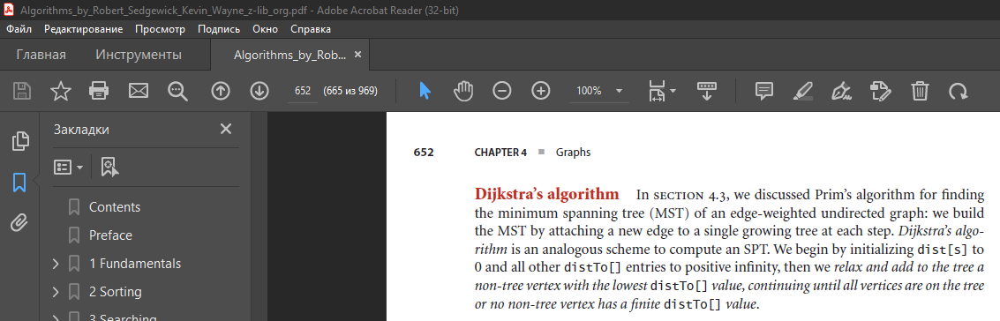 Algorithms_by_Robert_Sedgewick_Kevin_Wayne_z-lib_org.pdf - Adobe Acrobat Reader (32-bit)
Файл Редактирование Просмотр Подпись Окно Справка
Главная Инструменты Algorithms_by_Rob... ×
652 (665 из 969) 100%
Закладки
Contents
Preface
1 Fundamentals
2 Sorting
3 Searching
652 CHAPTER 4 ■ Graphs
Dijkstra's algorithm In SECTION 4.3, we discussed Prim's algorithm for finding
the minimum spanning tree (MST) of an edge-weighted undirected graph: we build
the MST by attaching a new edge to a single growing tree at each step. Dijkstra's algo-
rithm is an analogous scheme to compute an SPT. We begin by initializing dist[s] to
0 and all other distTo[] entries to positive infinity, then we relax and add to the tree a
non-tree vertex with the lowest distTo[] value, continuing until all vertices are on the tree
or no non-tree vertex has a finite distTo[] value.